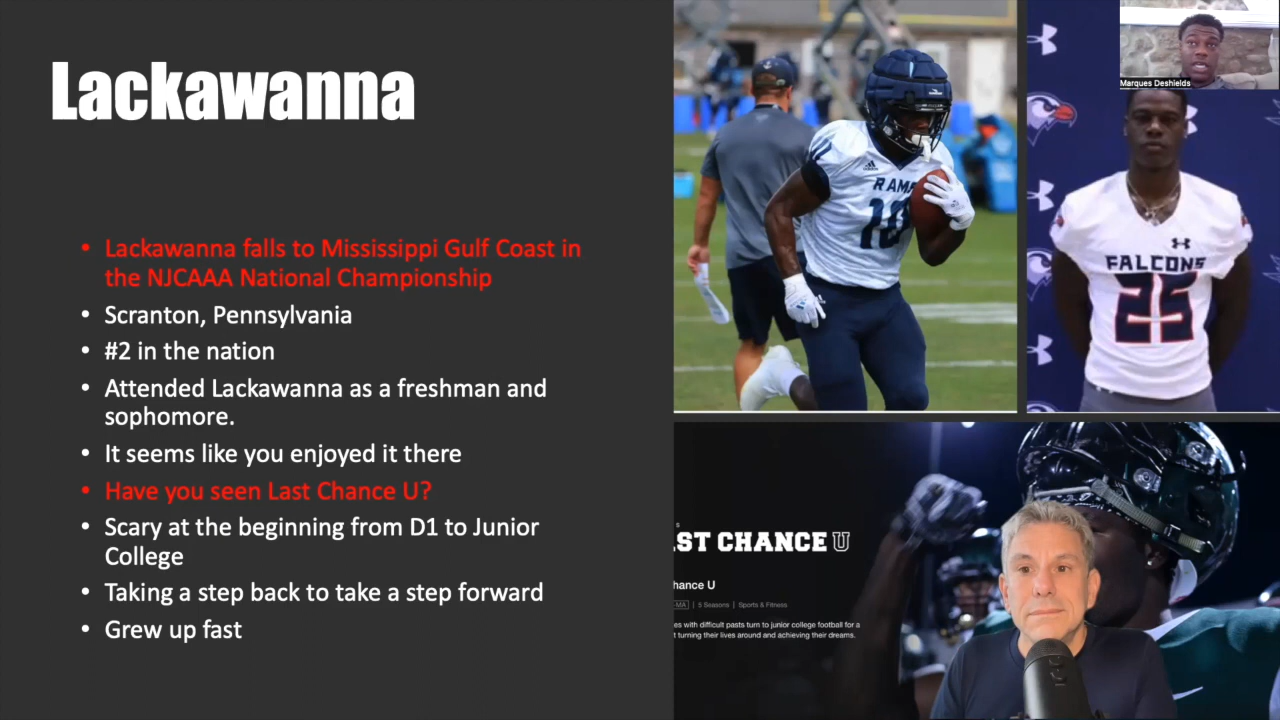 Lackawanna
• Lackawanna falls to Mississippi Gulf Coast in
the NJCAAA National Championship
• Scranton, Pennsylvania
• #2 in the nation
• Attended Lackawanna as a freshman and
sophomore.
• It seems like you enjoyed it there
• Have you seen Last Chance U?
• Scary at the beginning from D1 to Junior
College
• Taking a step back to take a step forward
• Grew up fast
RAM
10
Marques Deshields
FALCONS
25
S
ST CHANCE U
hance U
-MA | 5 Seasons | Sports & Fitness
es with difficult pasts turn to junior college football for a
t turning their lives around and achieving their dreams.